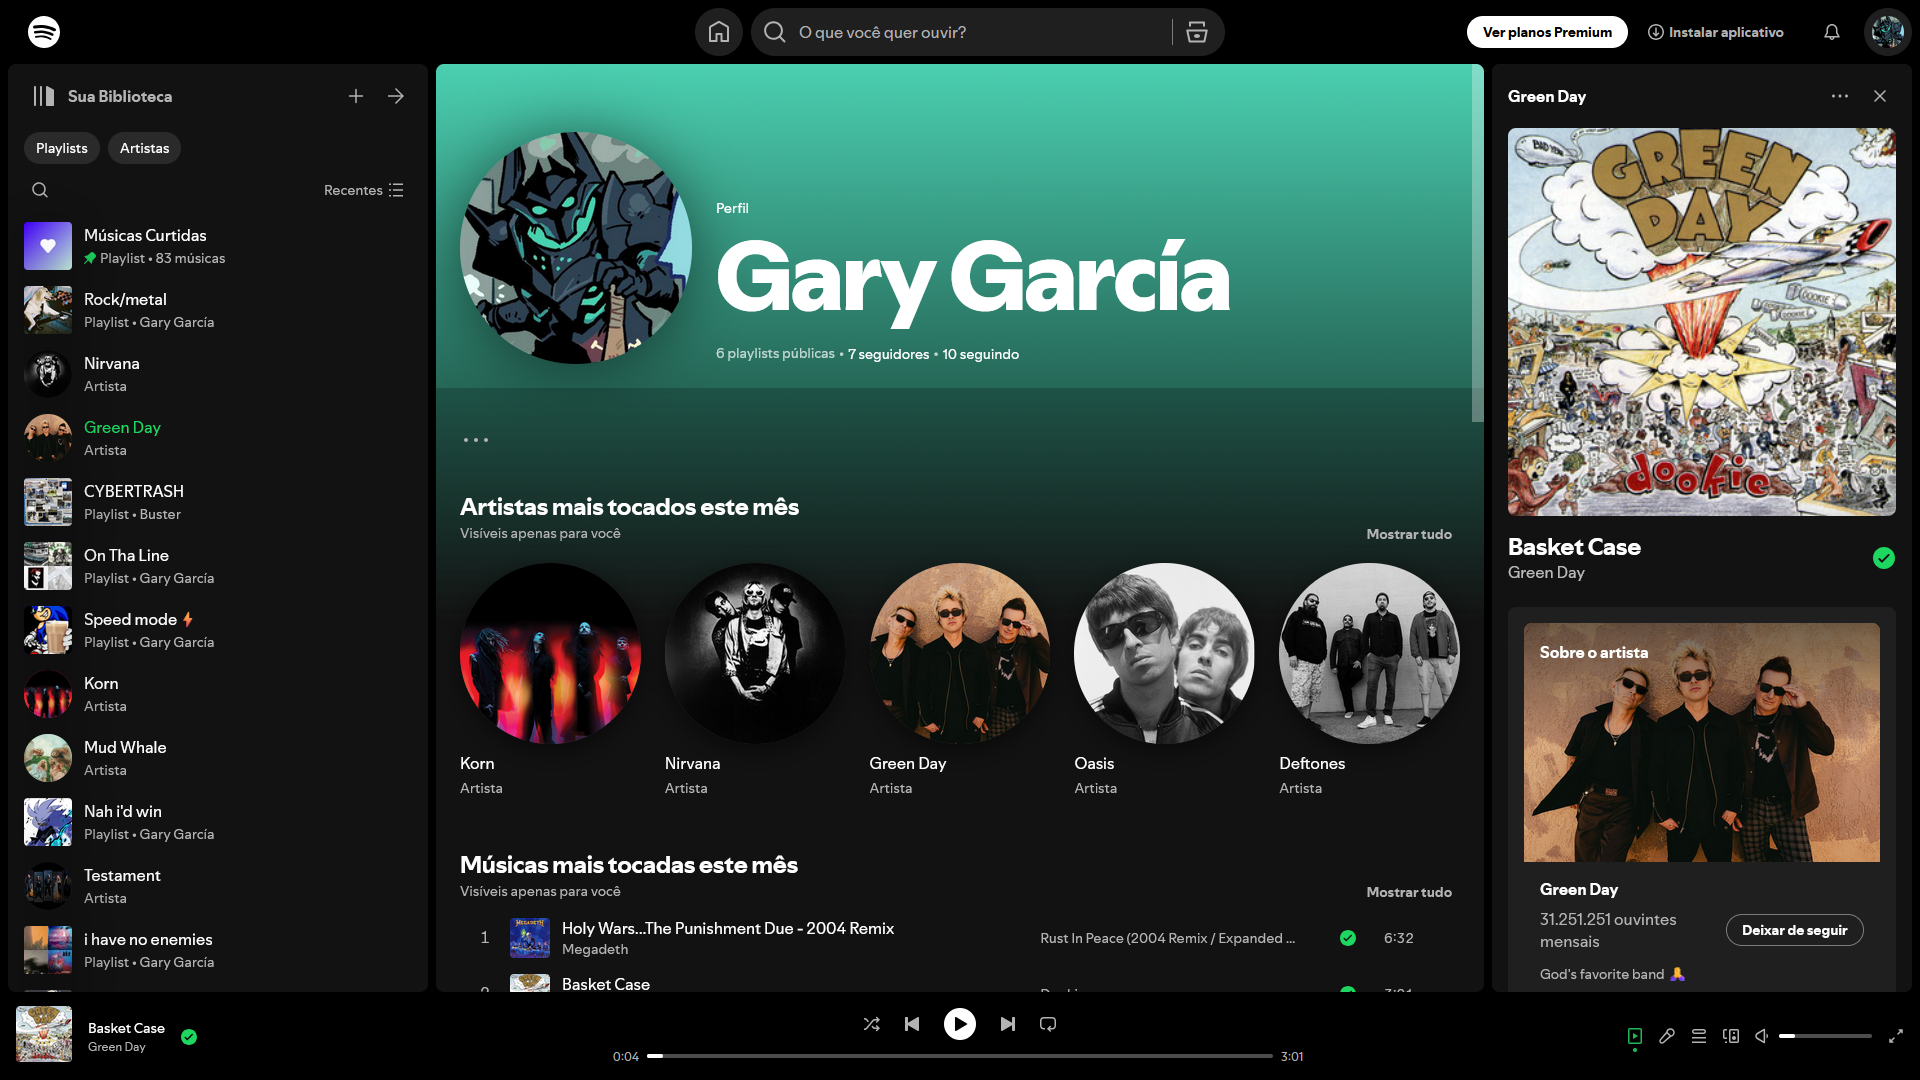 O que você quer ouvir?
Ver planos Premium
Instalar aplicativo
Sua Biblioteca
Playlists
Artistas
Recentes
Músicas Curtidas
Playlist • 83 músicas
Rock/metal
Playlist • Gary García
Nirvana
Artista
Green Day
Artista
CYBERTRASH
Playlist • Buster
On Tha Line
Playlist • Gary García
Speed mode⚡
Playlist • Gary García
Korn
Artista
Mud Whale
Artista
Nah i'd win
Playlist • Gary García
Testament
Artista
i have no enemies
Playlist • Gary García
Perfil
Gary García
6 playlists públicas • 7 seguidores • 10 seguindo
Artistas mais tocados este mês
Visíveis apenas para você
Mostrar tudo
Korn
Artista
Nirvana
Artista
Green Day
Artista
Oasis
Artista
Deftones
Artista
Músicas mais tocadas este mês
Visíveis apenas para você
Mostrar tudo
1
Holy Wars...The Punishment Due - 2004 Remix
Megadeth
Rust In Peace (2004 Remix / Expanded ...
6:32
Basket Case
Green Day
GREEN
DAY
BAD YEAR
dookie
Basket Case
Green Day
Sobre o artista
Green Day
31.251.251 ouvintes
mensais
Deixar de seguir
God's favorite band
Basket Case
Green Day
0:04
3:01